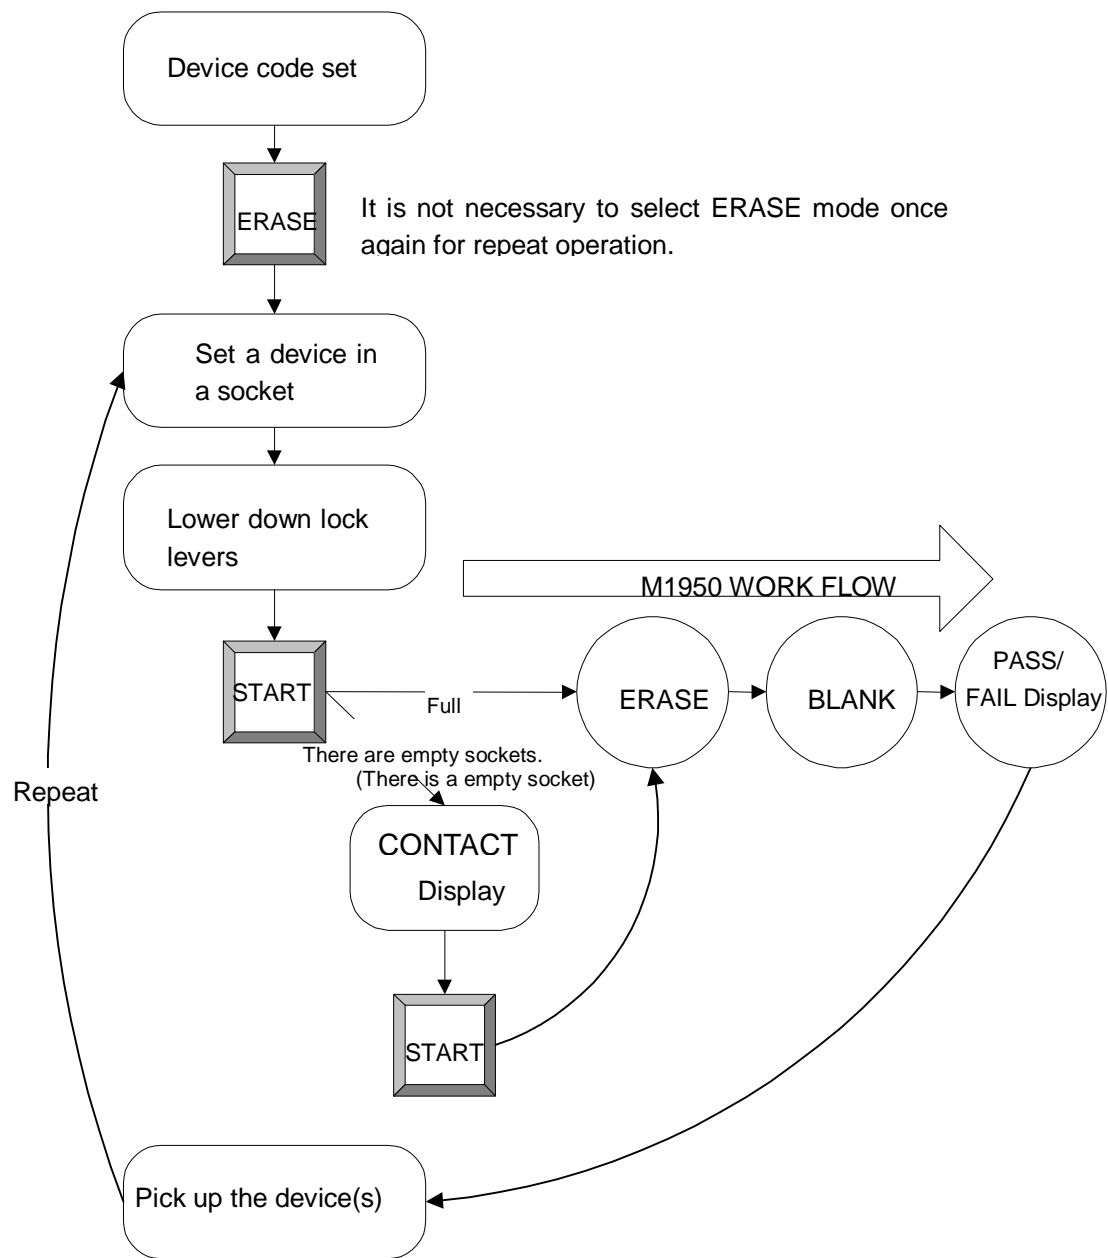 Device code set
ERASE
It is not necessary to select ERASE mode once
again for repeat operation.
Set a device in
a socket
Lower down lock
levers
M1950 WORK FLOW
START
Full
ERASE
BLANK
PASS/
FAIL Display
There are empty sockets.
(There is a empty socket)
Repeat
CONTACT
Display
START
Pick up the device(s)